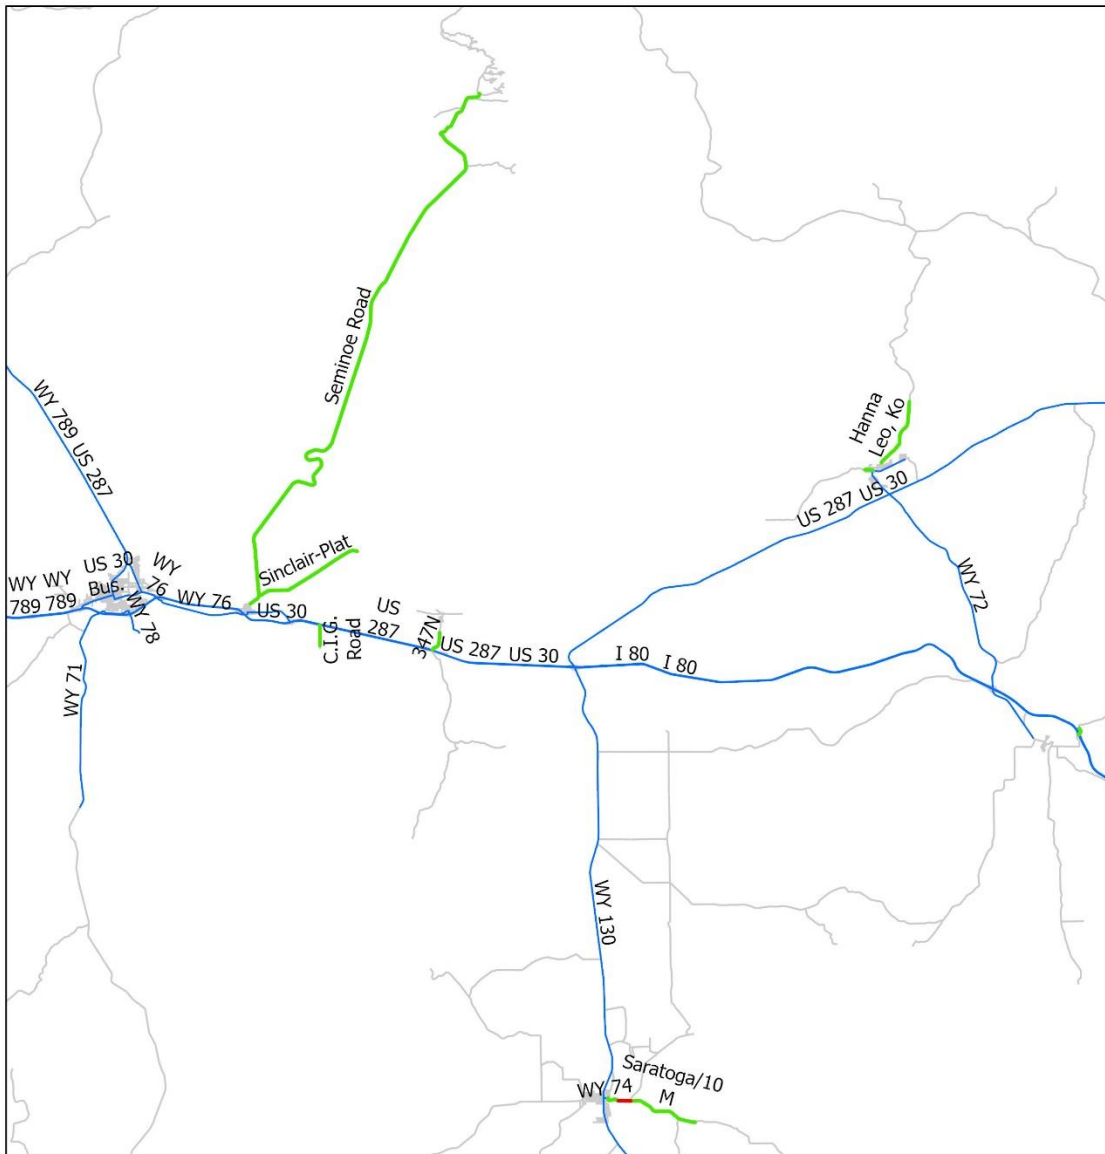 Seminoe Road
WY 789 US 287
Hanna
Leo, Ko
US 287 US 30
WY 72
Sinclair-Plat
US 30
Bus.
WY
76
WY WY
789 789
WY 76
WY 78
US 30
C.I.G.
Road
US
287
347N
US 287 US 30
I 80
I 80
WY 71
WY 130
Saratoga/10
M
WY 74